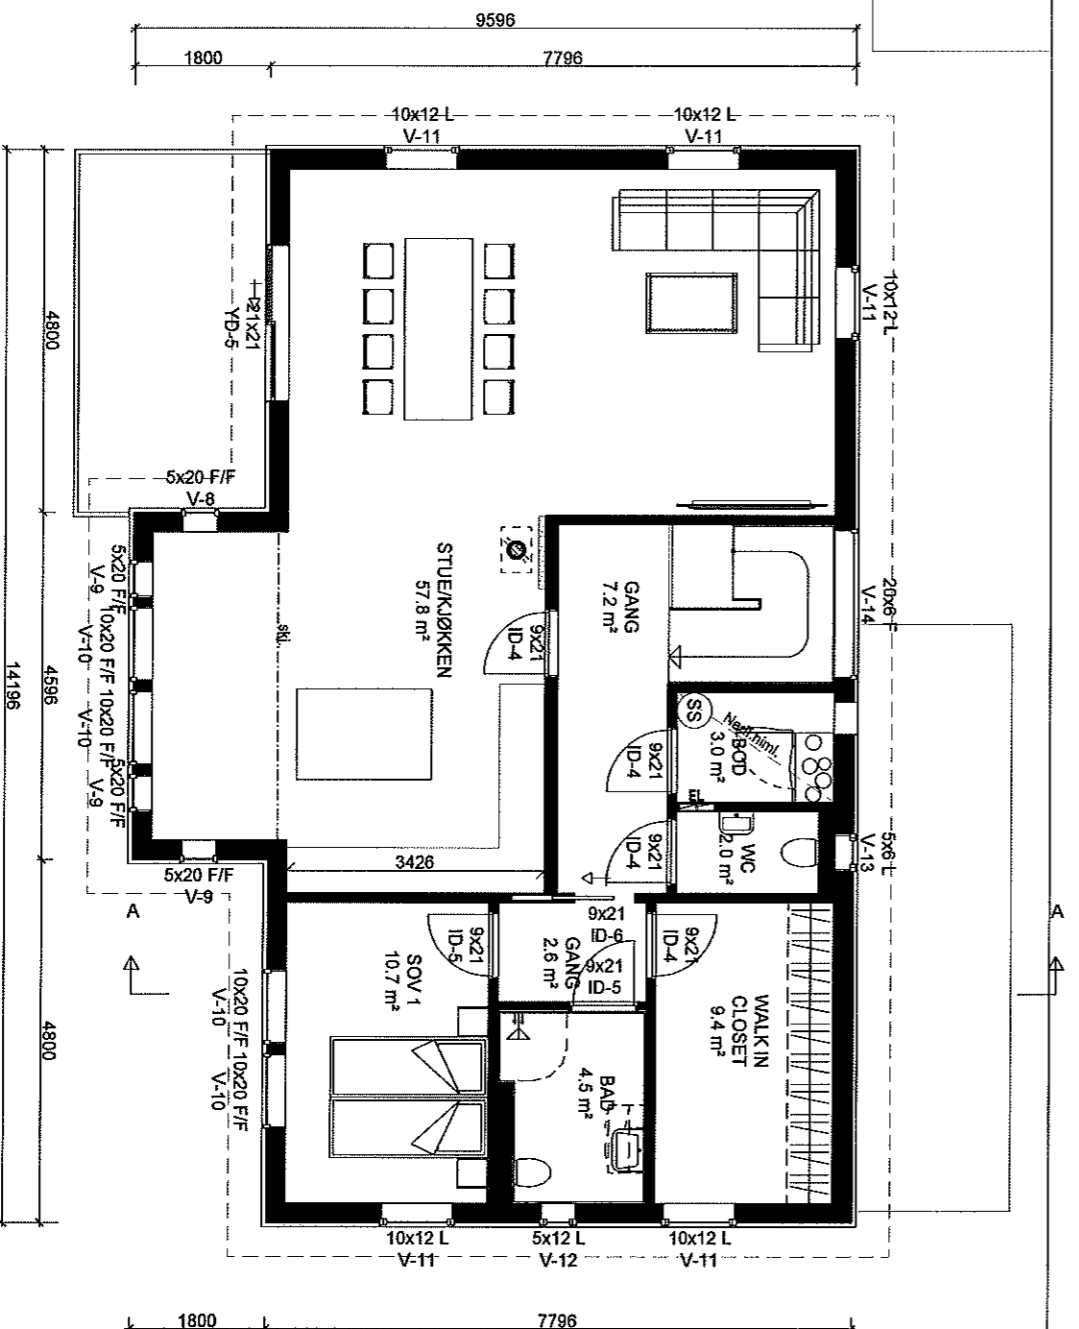 9596
1800
7796
10x12 L
V-11
10x12 L
V-11
21x21
YD-5
10x12 L
V-11
4800
5x20 F/F
V-8
5x20 F/F
V-9
10x20 F/F
V-10
10x20 F/F
V-10
5x20 F/F
V-9
14196
4596
skj.
STUE/KJØKKEN
57.8 m²
9x21
ID-4
GANG
7.2 m²
V-14
SS
BOD
3.0 m²
9x21
ID-4
9x21
ID-4
WC
2.0 m²
5x6 L
V-13
3426
5x20 F/F
V-9
A
A
9x21
ID-6
9x21
ID-5
GANG
2.6 m²
9x21
ID-5
9x21
ID-4
SOV 1
10.7 m²
WALK IN
CLOSET
9.4 m²
10x20 F/F
V-10
10x20 F/F
V-10
4800
BAD
4.5 m²
10x12 L
V-11
5x12 L
V-12
10x12 L
V-11
1800
7796